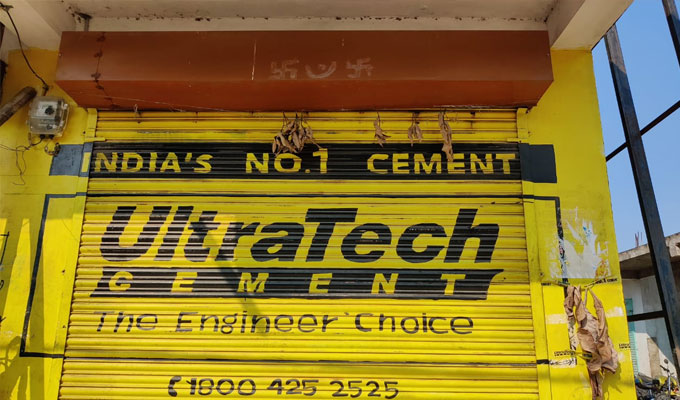 INDIA'S NO.1 CEMENT
UltraTech
CEMENT
The Engineer's Choice
1800 425 2525